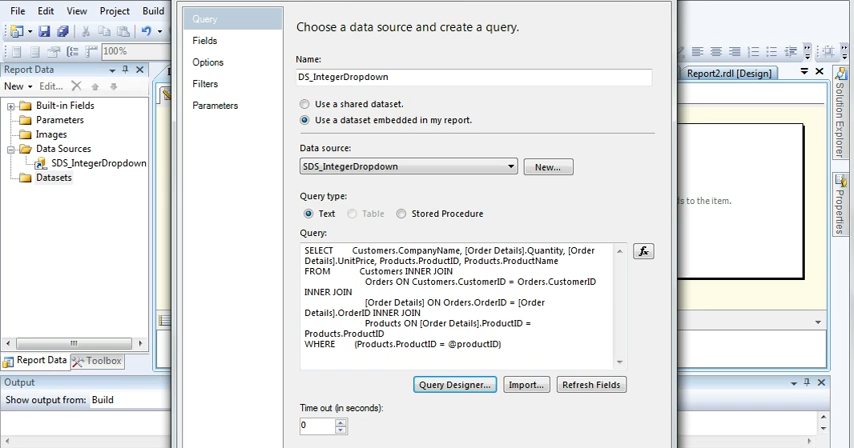 File Edit View Project Build
100%
Report Data
New Edit...
Built-in Fields
Parameters
Images
Data Sources
SDS_IntegerDropdown
Datasets
Report Data Toolbox
Output
Show output from: Build
Query
Fields
Options
Filters
Parameters
Choose a data source and create a query.
Name:
DS_IntegerDropdown
Use a shared dataset.
Use a dataset embedded in my report.
Data source:
SDS_IntegerDropdown
New...
Query type:
Text Table Stored Procedure
Query:
SELECT Customers.CompanyName, [Order Details].Quantity, [Order
Details].UnitPrice, Products.ProductID, Products.ProductName
FROM Customers INNER JOIN
Orders ON Customers.CustomerID = Orders.CustomerID
INNER JOIN
[Order Details] ON Orders.OrderID = [Order
Details].OrderID INNER JOIN
Products ON [Order Details].ProductID =
Products.ProductID
WHERE (Products.ProductID = @productID)
fx
Query Designer... Import... Refresh Fields
Time out (in seconds):
0
Report2.rdl [Design]
ds to the item.
Solution Explorer
Properties